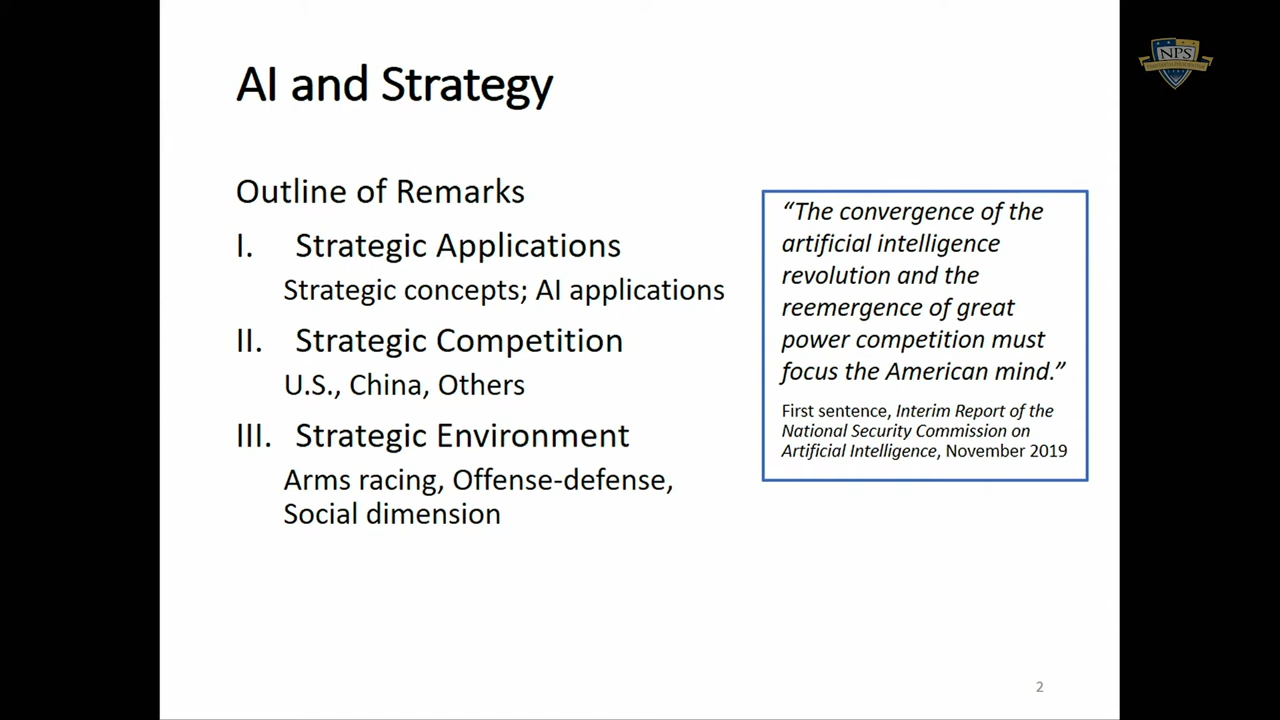 AI and Strategy
Outline of Remarks
I. Strategic Applications
Strategic concepts; AI applications
II. Strategic Competition
U.S., China, Others
III. Strategic Environment
Arms racing, Offense-defense,
Social dimension
“The convergence of the
artificial intelligence
revolution and the
reemergence of great
power competition must
focus the American mind.”
First sentence, Interim Report of the
National Security Commission on
Artificial Intelligence, November 2019
2
NPS